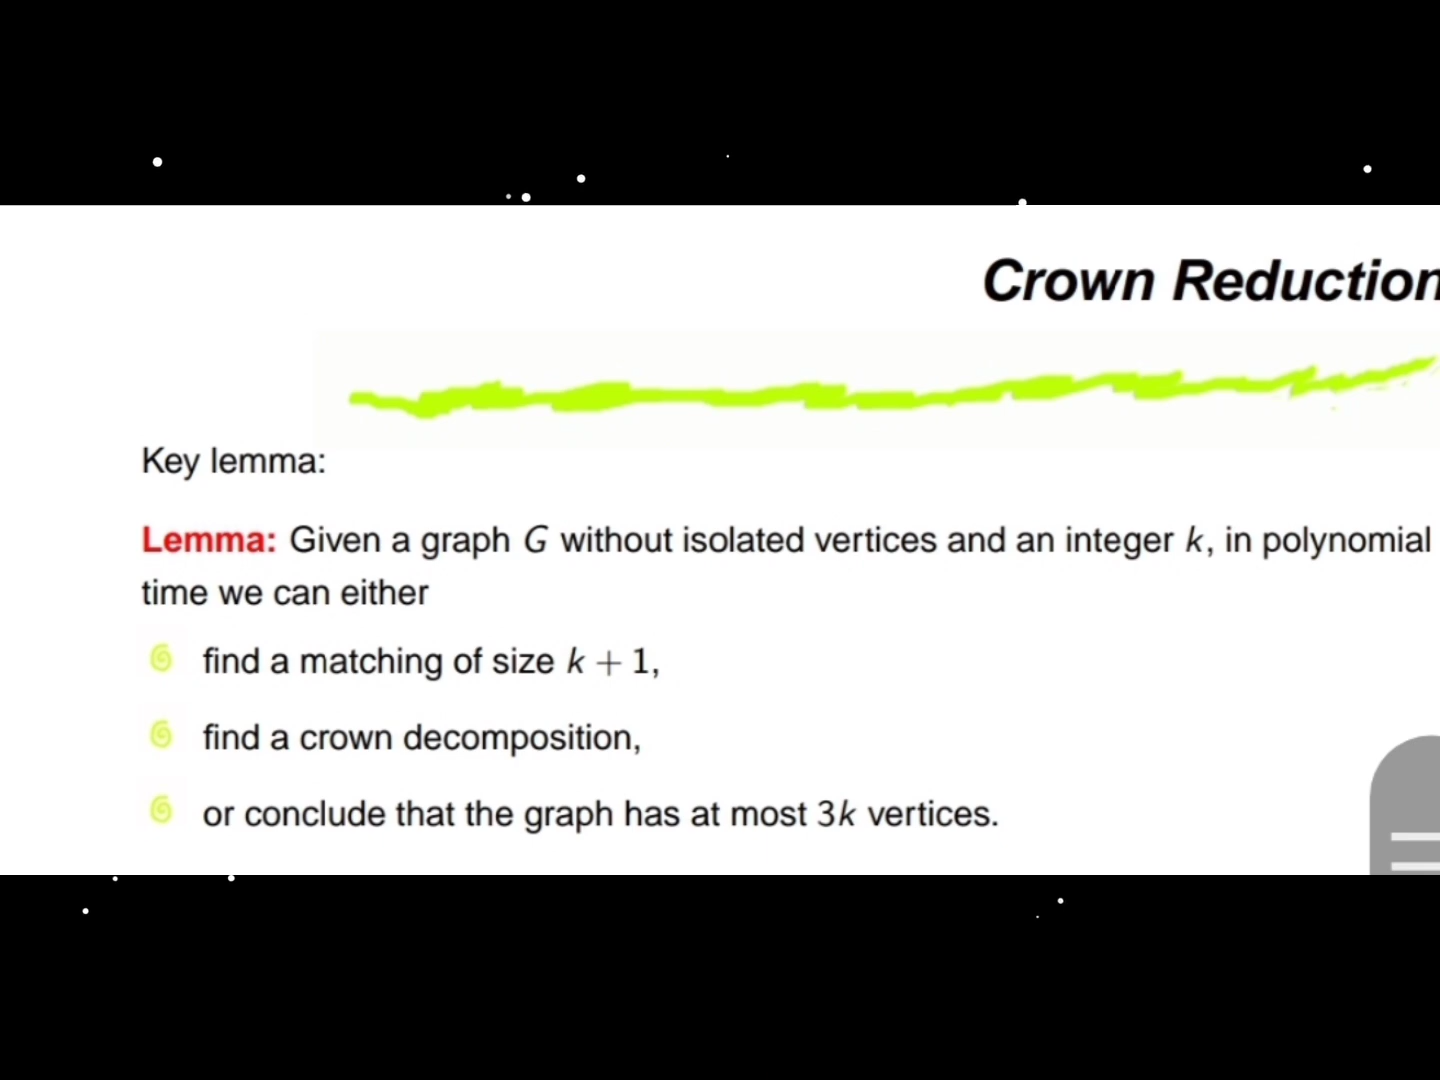 Crown Reduction
Key lemma:
Lemma: Given a graph G without isolated vertices and an integer k, in polynomial
time we can either
find a matching of size k + 1,
find a crown decomposition,
or conclude that the graph has at most 3k vertices.